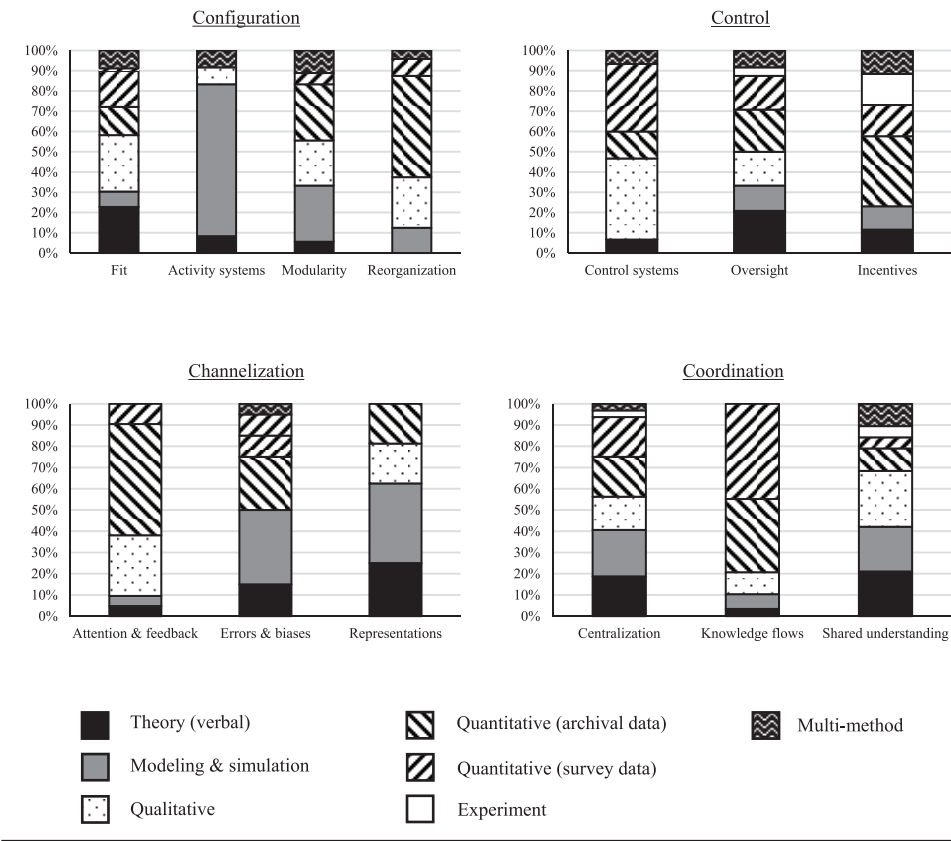 Configuration
100%
90%
80%
70%
60%
50%
40%
30%
20%
10%
0%
Fit Activity systems Modularity Reorganization
Control
100%
90%
80%
70%
60%
50%
40%
30%
20%
10%
0%
Control systems Oversight Incentives
Channelization
100%
90%
80%
70%
60%
50%
40%
30%
20%
10%
0%
Attention & feedback Errors & biases Representations
Coordination
100%
90%
80%
70%
60%
50%
40%
30%
20%
10%
0%
Centralization Knowledge flows Shared understanding
Theory (verbal)
Modeling & simulation
Qualitative
Quantitative (archival data)
Quantitative (survey data)
Experiment
Multi-method